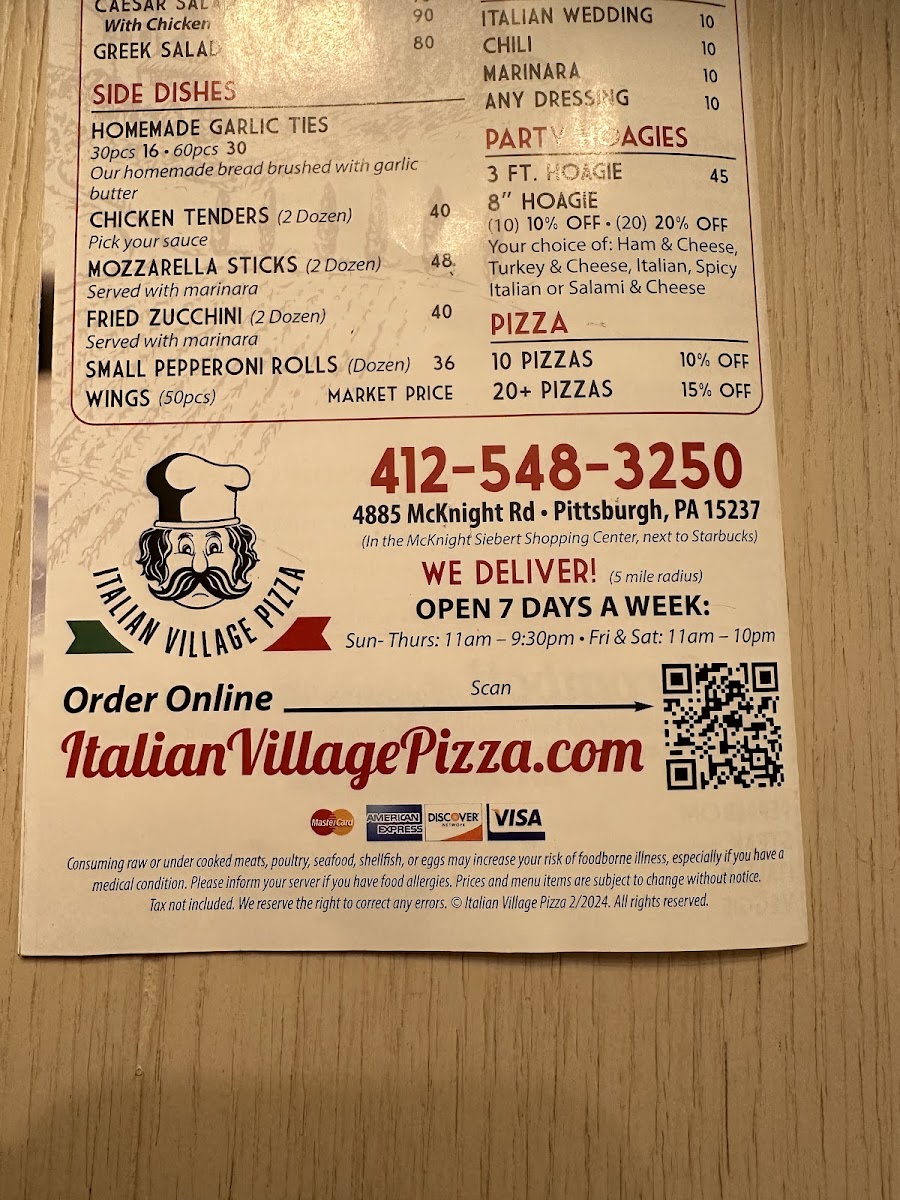 CAESAR SALA
With Chicken 90
GREEK SALAD 80
SIDE DISHES
HOMEMADE GARLIC TIES
30pcs 16 • 60pcs 30
Our homemade bread brushed with garlic
butter
CHICKEN TENDERS (2 Dozen) 40
Pick your sauce
MOZZARELLA STICKS (2 Dozen) 48
Served with marinara
FRIED ZUCCHINI (2 Dozen) 40
Served with marinara
SMALL PEPPERONI ROLLS (Dozen) 36
WINGS (50pcs) MARKET PRICE
ITALIAN WEDDING 10
CHILI 10
MARINARA 10
ANY DRESSING 10
PARTY HOAGIES
3 FT. HOAGIE 45
8” HOAGIE
(10) 10% OFF • (20) 20% OFF
Your choice of: Ham & Cheese,
Turkey & Cheese, Italian, Spicy
Italian or Salami & Cheese
PIZZA
10 PIZZAS 10% OFF
20+ PIZZAS 15% OFF
ITALIAN VILLAGE PIZZA
412-548-3250
4885 McKnight Rd • Pittsburgh, PA 15237
(In the McKnight Siebert Shopping Center, next to Starbucks)
WE DELIVER! (5 mile radius)
OPEN 7 DAYS A WEEK:
Sun- Thurs: 11am – 9:30pm • Fri & Sat: 11am – 10pm
Order Online Scan
ItalianVillagePizza.com
MasterCard AMERICAN EXPRESS DISCOVER NETWORK VISA
Consuming raw or under cooked meats, poultry, seafood, shellfish, or eggs may increase your risk of foodborne illness, especially if you have a
medical condition. Please inform your server if you have food allergies. Prices and menu items are subject to change without notice.
Tax not included. We reserve the right to correct any errors. © Italian Village Pizza 2/2024. All rights reserved.